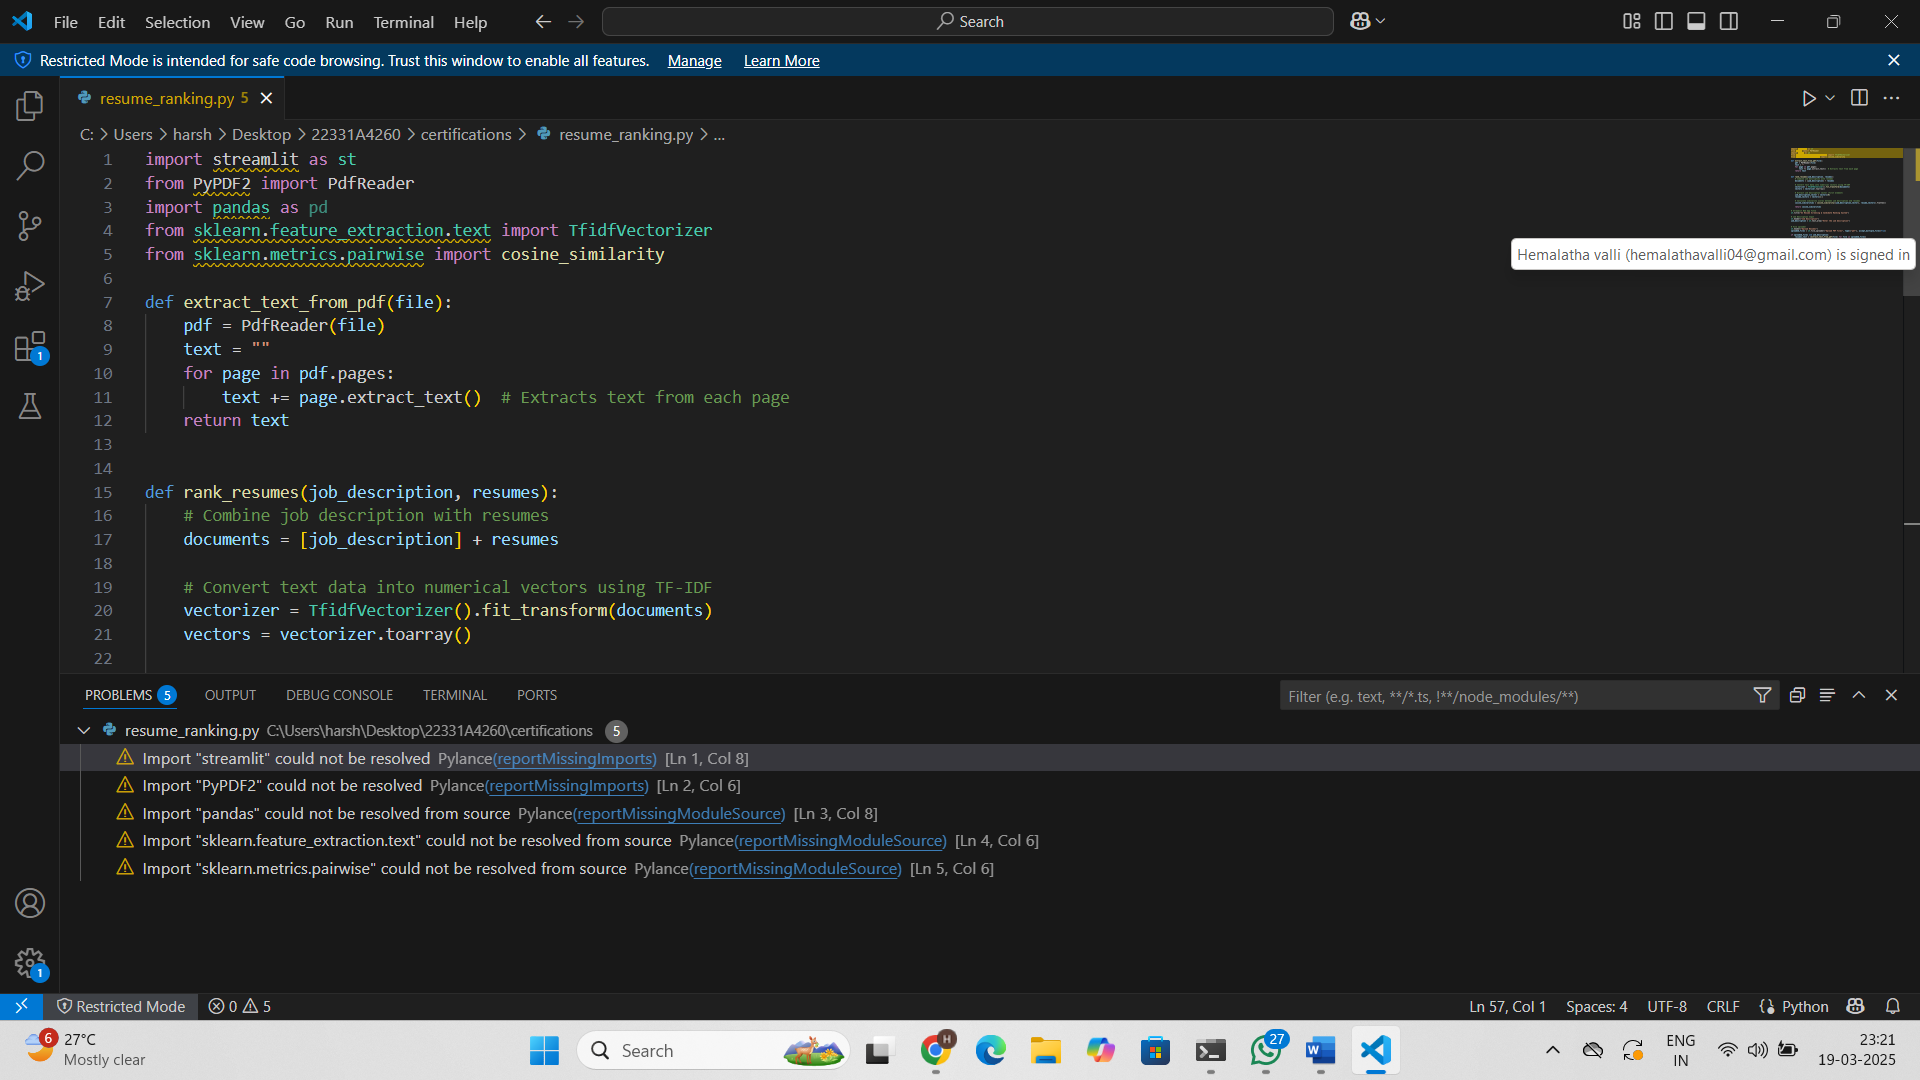 File Edit Selection View Go Run Terminal Help Search
Restricted Mode is intended for safe code browsing. Trust this window to enable all features. Manage Learn More
resume_ranking.py 5
C: > Users > harsh > Desktop > 22331A4260 > certifications > resume_ranking.py > ...
1 import streamlit as st
2 from PyPDF2 import PdfReader
3 import pandas as pd
4 from sklearn.feature_extraction.text import TfidfVectorizer
5 from sklearn.metrics.pairwise import cosine_similarity
Hemalatha valli (hemalathavalli04@gmail.com) is signed in
6
7 def extract_text_from_pdf(file):
8 pdf = PdfReader(file)
9 text = ""
10 for page in pdf.pages:
11 text += page.extract_text() # Extracts text from each page
12 return text
13
14
15 def rank_resumes(job_description, resumes):
16 # Combine job description with resumes
17 documents = [job_description] + resumes
18
19 # Convert text data into numerical vectors using TF-IDF
20 vectorizer = TfidfVectorizer().fit_transform(documents)
21 vectors = vectorizer.toarray()
22
PROBLEMS 5 OUTPUT DEBUG CONSOLE TERMINAL PORTS Filter (e.g. text, **/*.ts, !**/node_modules/**)
resume_ranking.py C:\Users\harsh\Desktop\22331A4260\certifications 5
Import "streamlit" could not be resolved Pylance(reportMissingImports) [Ln 1, Col 8]
Import "PyPDF2" could not be resolved Pylance(reportMissingImports) [Ln 2, Col 6]
Import "pandas" could not be resolved from source Pylance(reportMissingModuleSource) [Ln 3, Col 8]
Import "sklearn.feature_extraction.text" could not be resolved from source Pylance(reportMissingModuleSource) [Ln 4, Col 6]
Import "sklearn.metrics.pairwise" could not be resolved from source Pylance(reportMissingModuleSource) [Ln 5, Col 6]
1
1
Restricted Mode 0 5 Ln 57, Col 1 Spaces: 4 UTF-8 CRLF {} Python
6 27°C
Mostly clear
Search
H
27
ENG
IN
23:21
19-03-2025